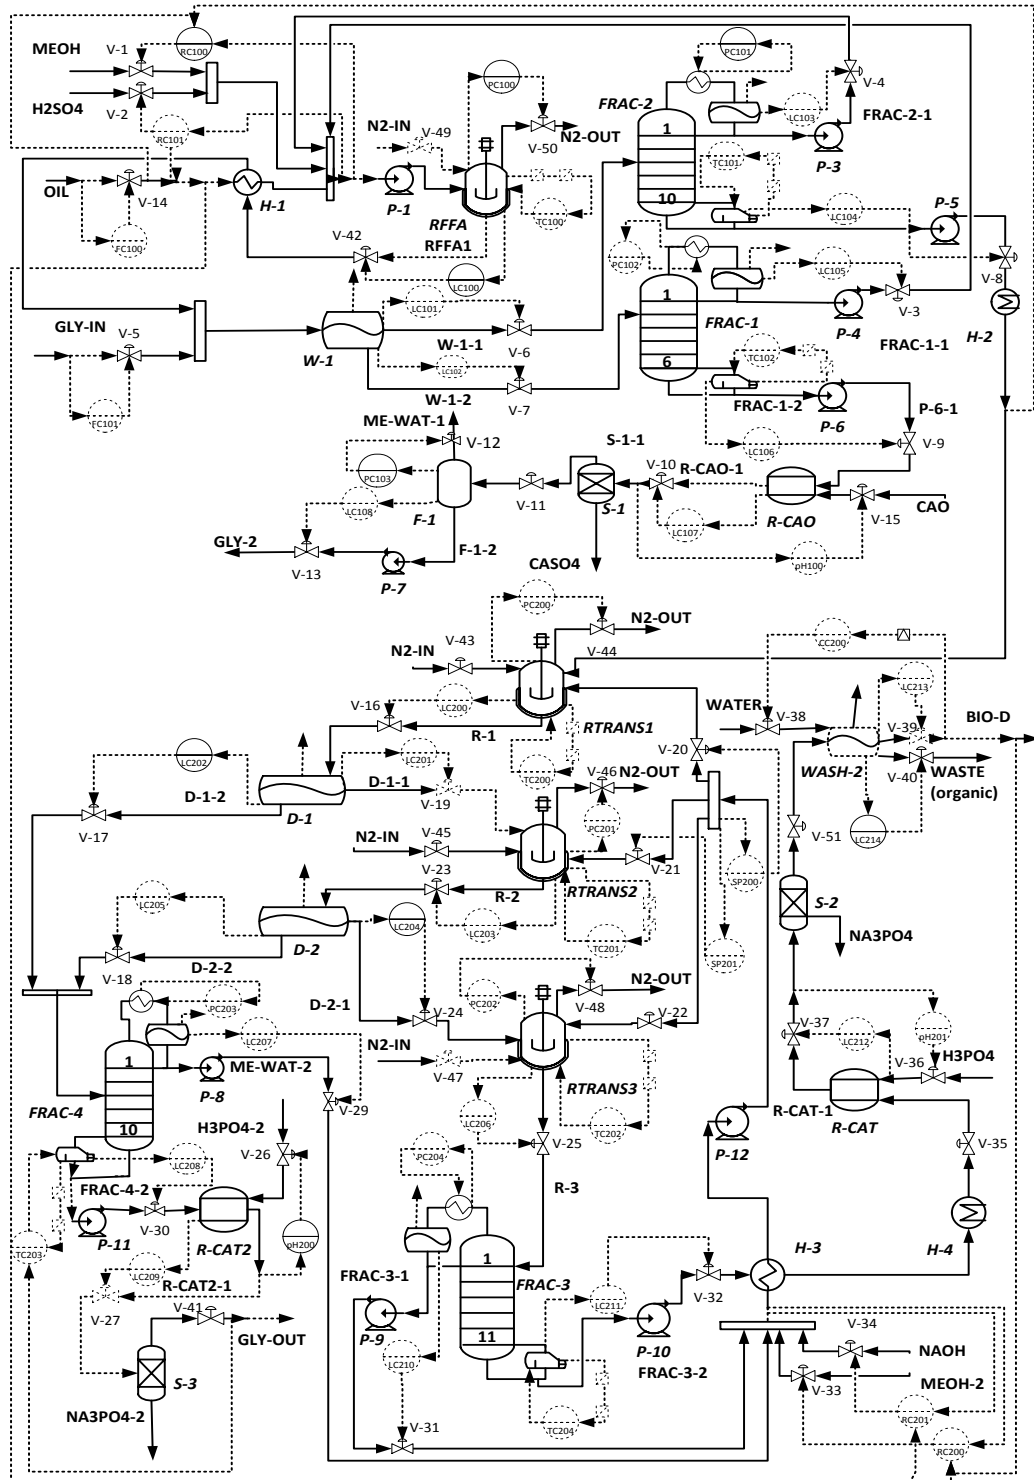 MEOH
V-1
RC100
H2SO4
V-2
RC101
OIL
V-14
FC100
H-1
N2-IN
V-49
PC100
N2-OUT
V-50
P-1
RFFA
RFFA1
TC100
V-42
LC100
FRAC-2
PC101
LC103
V-4
FRAC-2-1
P-3
1
TC101
10
LC104
P-5
V-8
H-2
PC102
LC105
1
FRAC-1
P-4
V-3
FRAC-1-1
TC102
6
FRAC-1-2
P-6
P-6-1
LC106
V-9
GLY-IN
V-5
FC101
W-1
LC101
W-1-1
V-6
LC102
V-7
W-1-2
ME-WAT-1
V-12
PC103
LC108
F-1
V-11
S-1-1
S-1
V-10
R-CAO-1
LC107
R-CAO
V-15
CAO
pH100
GLY-2
V-13
P-7
F-1-2
CASO4
PC200
N2-OUT
V-44
V-43
N2-IN
CC200
V-16
LC200
R-1
RTRANS1
TC200
WATER
V-38
LC213
V-39
BIO-D
WASH-2
V-40
WASTE
(organic)
LC214
LC202
LC201
D-1-2
D-1
D-1-1
V-19
V-17
V-20
V-46
N2-OUT
PC201
V-45
N2-IN
V-23
V-21
SP200
V-51
R-2
RTRANS2
LC203
TC201
SP201
S-2
NA3PO4
LC205
LC204
D-2
V-18
D-2-2
D-2-1
PC202
N2-OUT
V-48
V-24
V-22
N2-IN
V-47
RTRANS3
LC206
TC202
V-25
V-37
LC212
pH201
V-36
H3PO4
R-CAT-1
R-CAT
V-35
PC203
LC207
1
ME-WAT-2
P-8
FRAC-4
V-29
10
H3PO4-2
V-26
LC208
FRAC-4-2
TC203
P-11
V-30
R-CAT2
pH200
LC209
R-CAT2-1
V-27
V-41
GLY-OUT
S-3
NA3PO4-2
PC204
R-3
P-12
FRAC-3-1
1
FRAC-3
P-9
LC210
11
LC211
V-32
P-10
FRAC-3-2
TC204
V-31
H-3
H-4
V-34
NAOH
MEOH-2
V-33
RC201
RC200